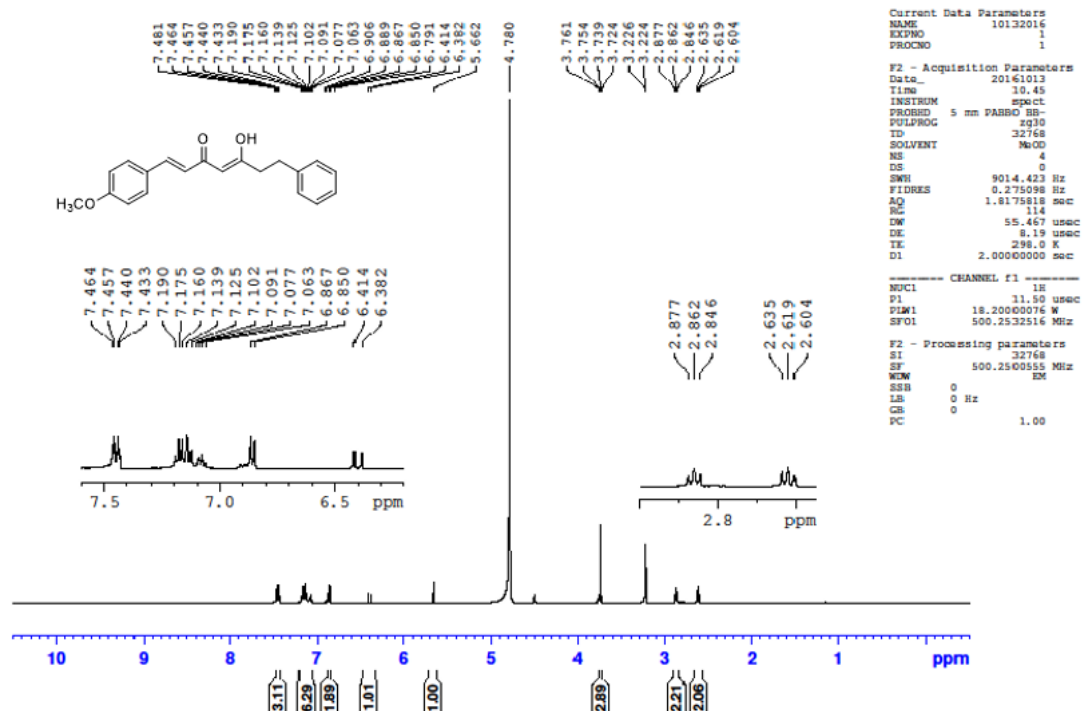 7.481
7.464
7.457
7.440
7.433
7.190
7.175
7.160
7.139
7.125
7.102
7.091
7.077
7.063
6.906
6.889
6.867
6.850
6.791
6.414
6.382
5.662
4.780
3.761
3.754
3.739
3.724
3.226
3.224
2.877
2.862
2.846
2.635
2.619
2.604
Current Data Parameters
NAME 10132016
EXPNO 1
PROCNO 1
F2 - Acquisition Parameters
Date_ 20161013
Time 10.45
INSTRUM spect
PROBHD 5 mm PABBO BB-
PULPROG zg30
TD 32768
SOLVENT MeOD
NS 4
DS 0
SWH 9014.423 Hz
FIDRES 0.275098 Hz
AQ 1.8175818 sec
RG 114
DW 55.467 usec
DE 8.19 usec
TE 298.0 K
D1 2.00000000 sec
======== CHANNEL f1 ========
NUC1 1H
P1 11.50 usec
PLW1 18.20000076 W
SFO1 500.2532516 MHz
F2 - Processing parameters
SI 32768
SF 500.2500555 MHz
WDW EM
SSB 0
LB 0 Hz
GB 0
PC 1.00
O OH
H3CO
7.464
7.457
7.440
7.433
7.190
7.175
7.160
7.139
7.125
7.102
7.091
7.077
7.063
6.867
6.850
6.414
6.382
2.877
2.862
2.846
2.635
2.619
2.604
7.5 7.0 6.5 ppm
2.8 ppm
10 9 8 7 6 5 4 3 2 1 ppm
3.11 6.29 1.89 1.01 1.00 2.89 2.21 2.06